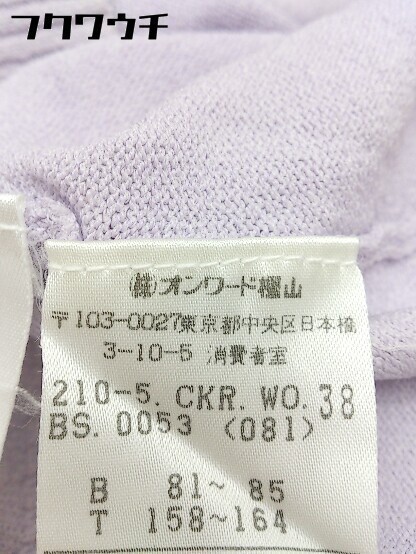 フクワウチ
㈱オンワード樫山
〒103-0027東京都中央区日本橋
3-10-5 消費者室
210-5. CKR. WO. 38
BS. 0053 <081>
B 81~ 85
T 158~164